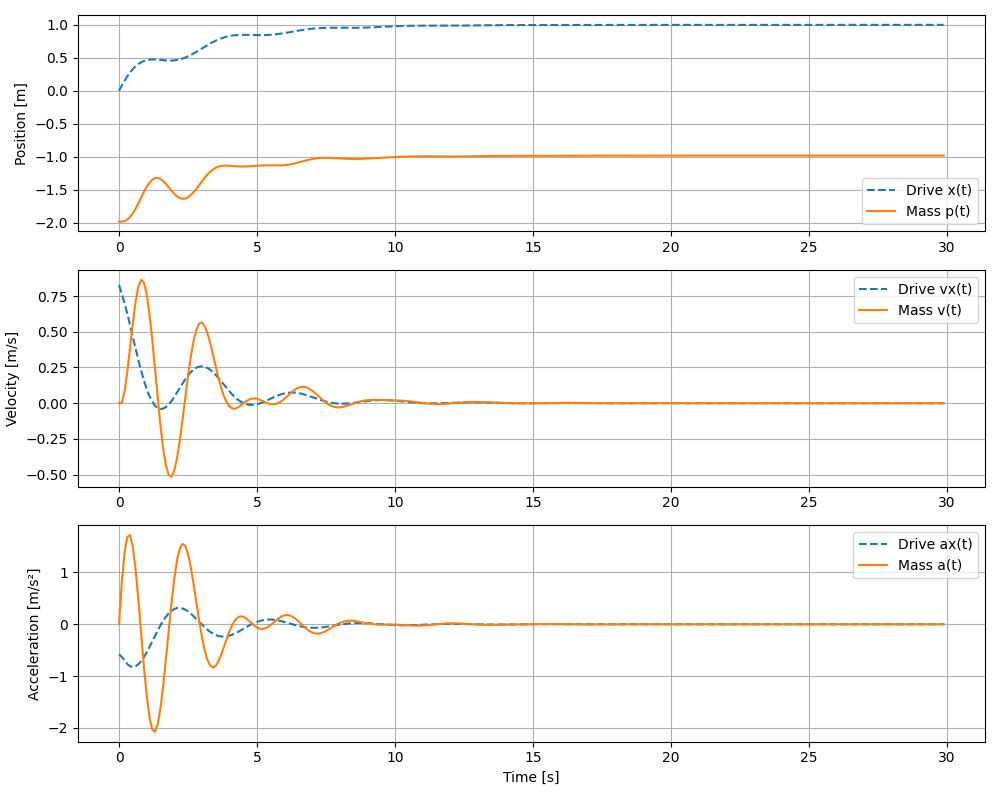 Position [m]
1.0
0.5
0.0
−0.5
−1.0
−1.5
−2.0
Drive x(t)
Mass p(t)
0 5 10 15 20 25 30
Velocity [m/s]
0.75
0.50
0.25
0.00
−0.25
−0.50
Drive vx(t)
Mass v(t)
0 5 10 15 20 25 30
Acceleration [m/s²]
1
0
−1
−2
Drive ax(t)
Mass a(t)
0 5 10 15 20 25 30
Time [s]